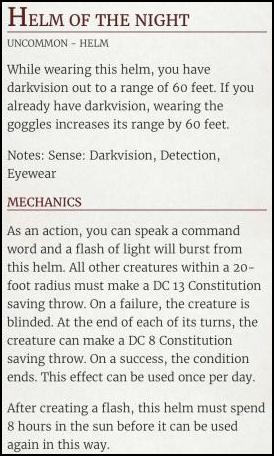 HELM OF THE NIGHT
UNCOMMON - HELM
While wearing this helm, you have
darkvision out to a range of 60 feet. If you
already have darkvision, wearing the
goggles increases its range by 60 feet.
Notes: Sense: Darkvision, Detection,
Eyewear
MECHANICS
As an action, you can speak a command
word and a flash of light will burst from
this helm. All other creatures within a 20-
foot radius must make a DC 13 Constitution
saving throw. On a failure, the creature is
blinded. At the end of each of its turns, the
creature can make a DC 8 Constitution
saving throw. On a success, the condition
ends. This effect can be used once per day.
After creating a flash, this helm must spend
8 hours in the sun before it can be used
again in this way.